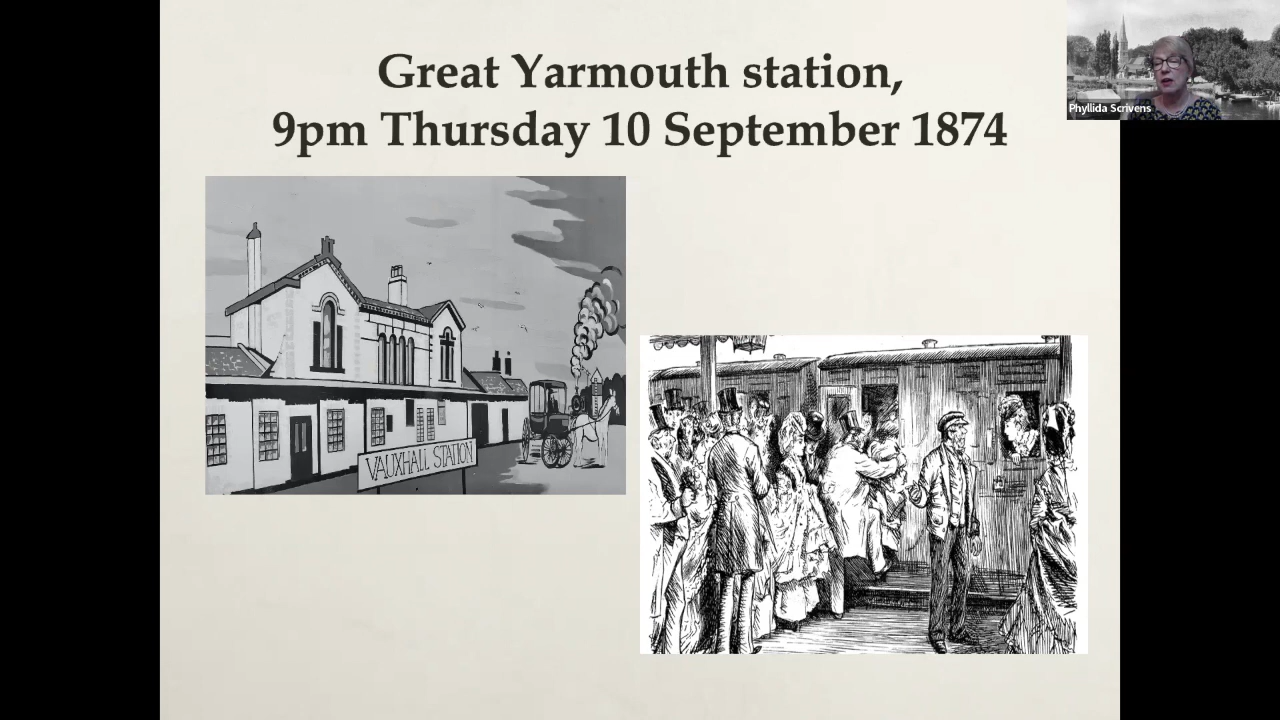 Great Yarmouth station,
9pm Thursday 10 September 1874
Phyllida Scrivens
VAUXHALL STATION